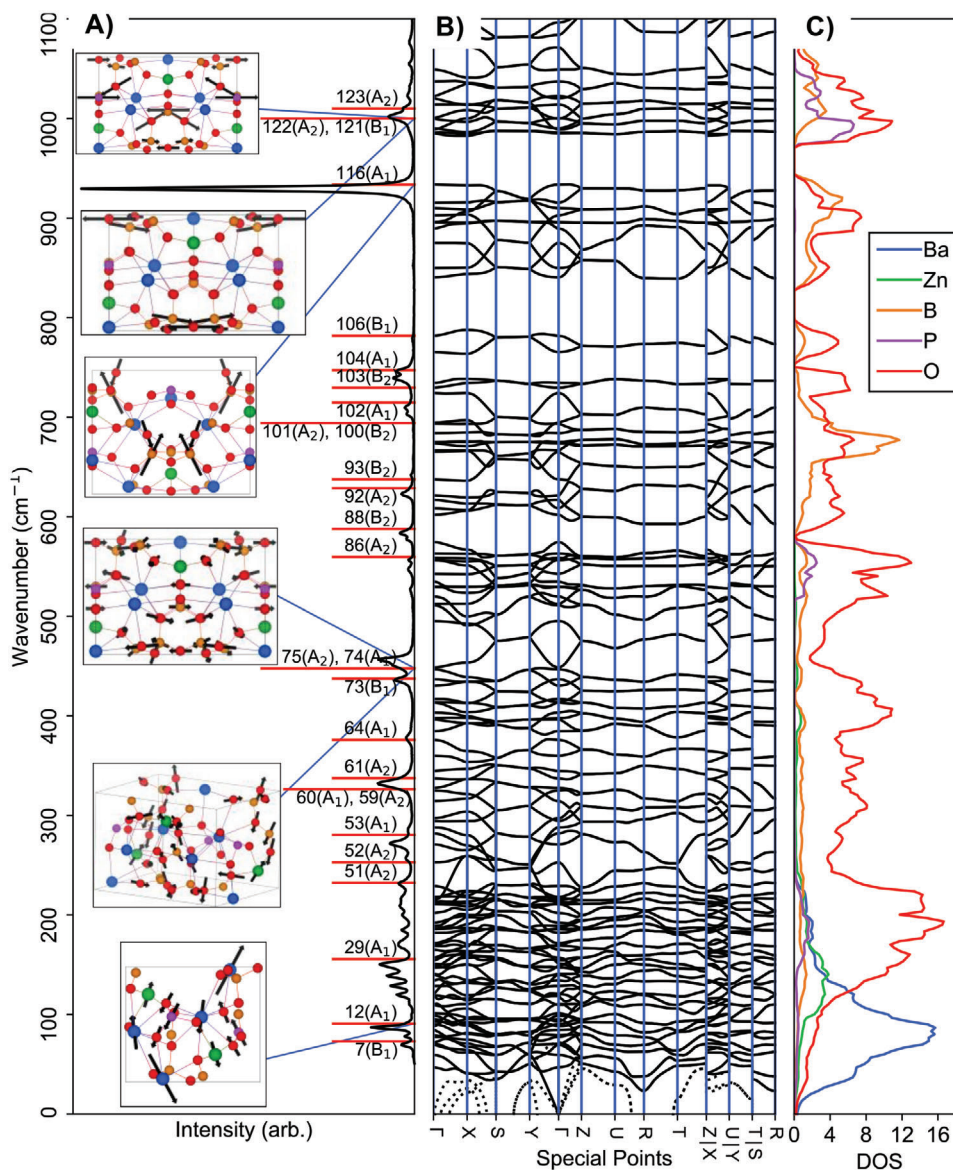 A)
B)
C)
Wavenumber (cm⁻¹)
1100
1000
900
800
700
600
500
400
300
200
100
0
123(A₂)
122(A₂), 121(B₁)
116(A₁)
106(B₁)
104(A₁)
103(B₂)
102(A₁)
101(A₂), 100(B₂)
93(B₂)
92(A₂)
88(B₂)
86(A₂)
75(A₂), 74(A₁)
73(B₁)
64(A₁)
61(A₂)
60(A₁), 59(A₂)
53(A₁)
52(A₂)
51(A₂)
29(A₁)
12(A₁)
7(B₁)
Intensity (arb.)
Γ X S Y Γ Z U R T Z|X U|Y T|S R
Special Points
Ba
Zn
B
P
O
0 4 8 12 16
DOS